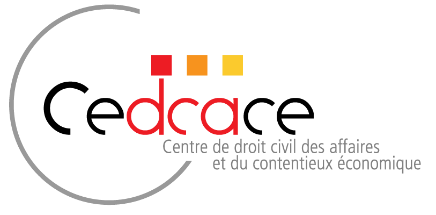 Cedcace
Centre de droit civil des affaires
et du contentieux économique